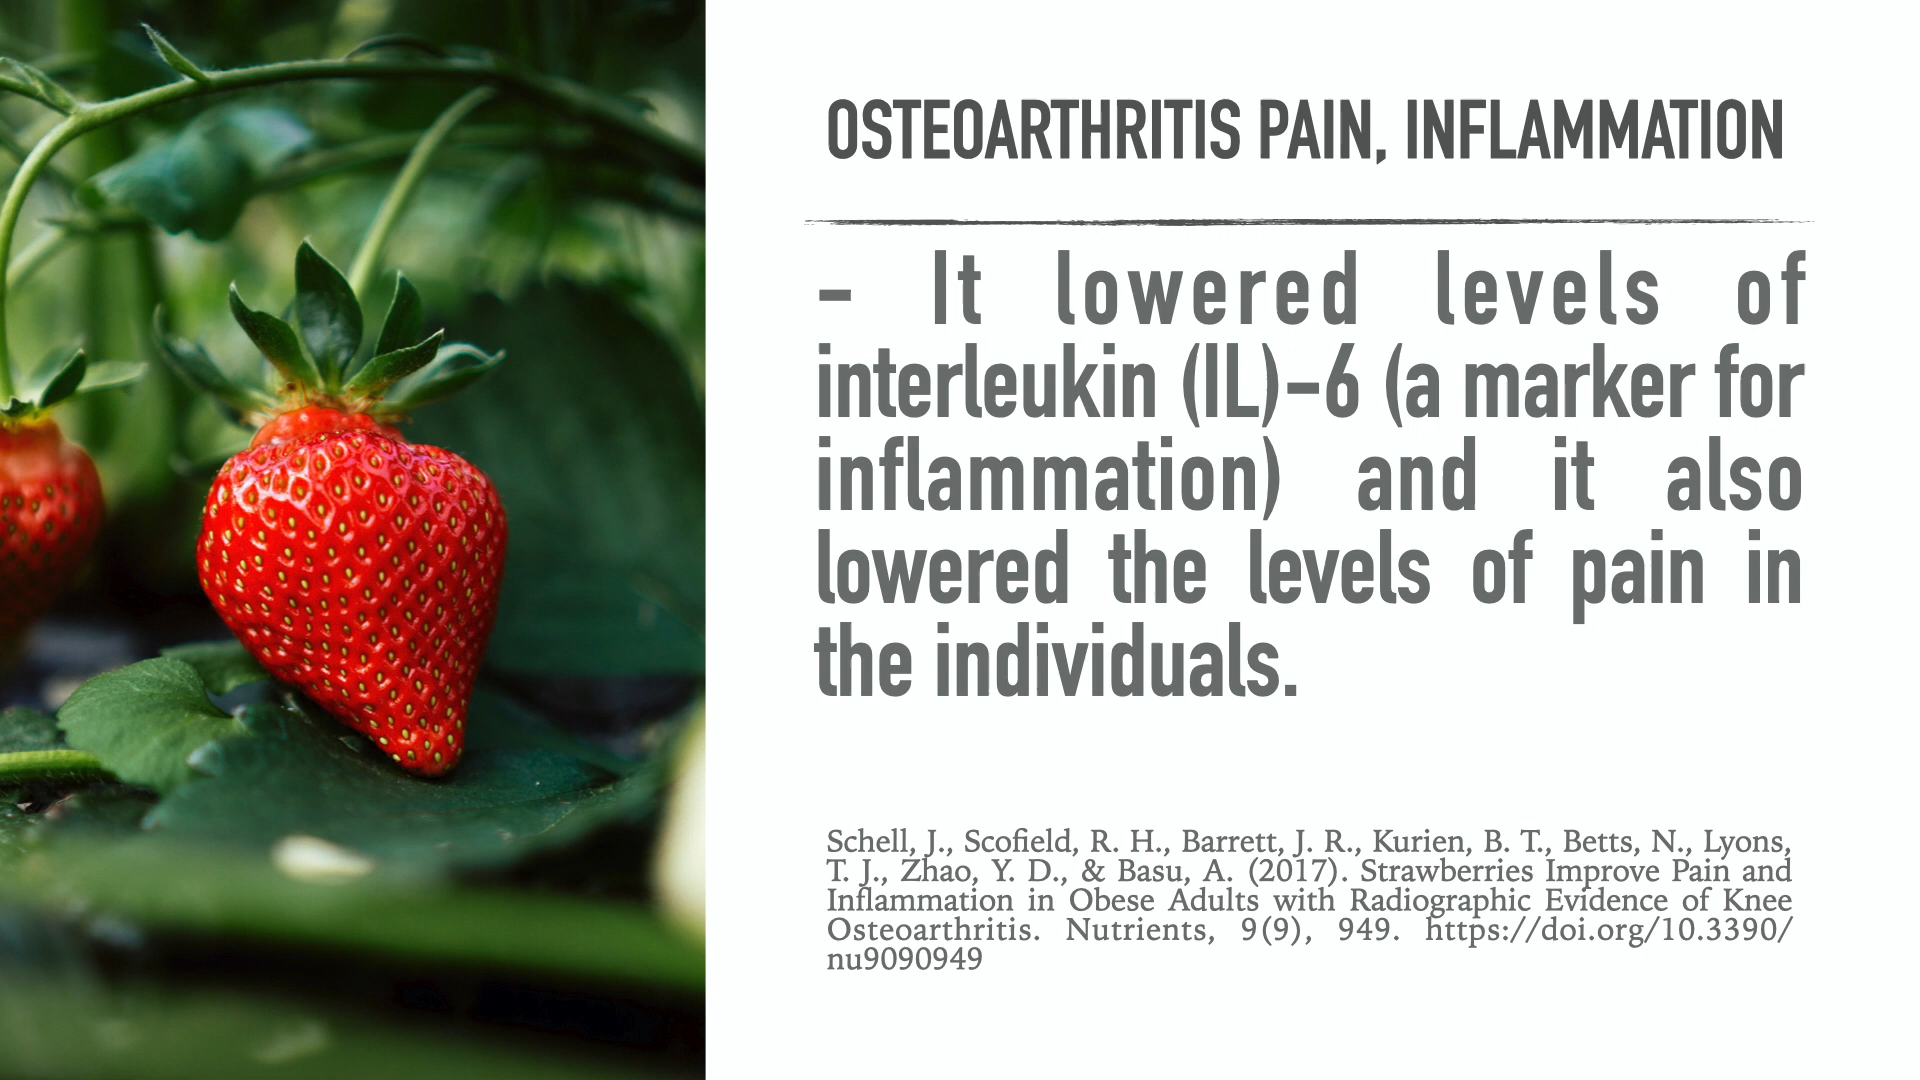 OSTEOARTHRITIS PAIN, INFLAMMATION
- It lowered levels of
interleukin (IL)-6 (a marker for
inflammation) and it also
lowered the levels of pain in
the individuals.
Schell, J., Scofield, R. H., Barrett, J. R., Kurien, B. T., Betts, N., Lyons,
T. J., Zhao, Y. D., & Basu, A. (2017). Strawberries Improve Pain and
Inflammation in Obese Adults with Radiographic Evidence of Knee
Osteoarthritis. Nutrients, 9(9), 949. https://doi.org/10.3390/
nu9090949